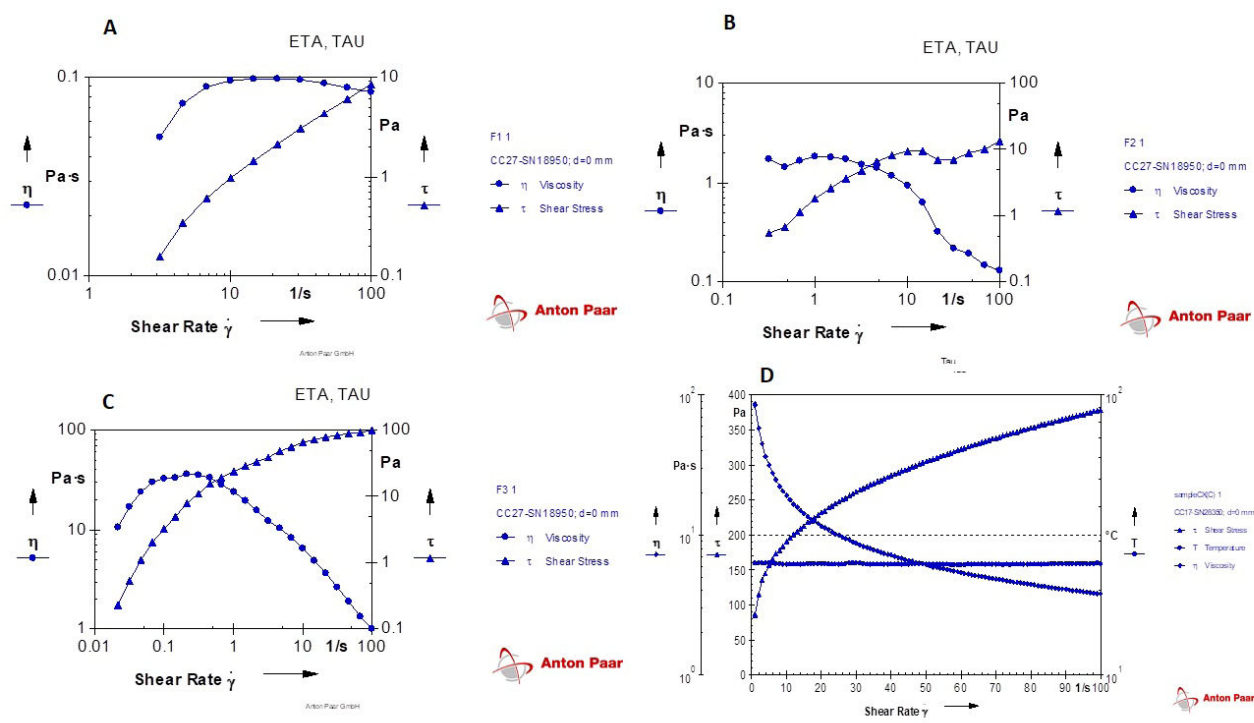 A
ETA, TAU
0.1
10
Pa·s
Pa
1
η
τ
0.01
0.1
1
10
1/s
100
Shear Rate γ̇
F1 1
CC27-SN18950; d=0 mm
η Viscosity
τ Shear Stress
Anton Paar
Anton Paar GmbH
B
ETA, TAU
10
100
Pa·s
Pa
10
1
1
η
τ
0.1
0.1
0.1
1
10
1/s
100
Shear Rate γ̇
F2 1
CC27-SN18950; d=0 mm
η Viscosity
τ Shear Stress
Anton Paar
C
ETA, TAU
100
100
Pa·s
Pa
10
10
η
1
τ
1
0.1
0.01
0.1
1
10
1/s
100
Shear Rate γ̇
F3 1
CC27-SN18950; d=0 mm
η Viscosity
τ Shear Stress
Anton Paar
Anton Paar GmbH
Tau
D
10²
400
Pa
350
300
Pa·s
250
10¹
200
η
τ
150
100
50
10⁰
0
10²
°C
T
10¹
0 10 20 30 40 50 60 70 80 90 1/s 100
Shear Rate γ̇
CC17-SN26350; d=0 mm
τ Shear Stress
T Temperature
η Viscosity
Anton Paar